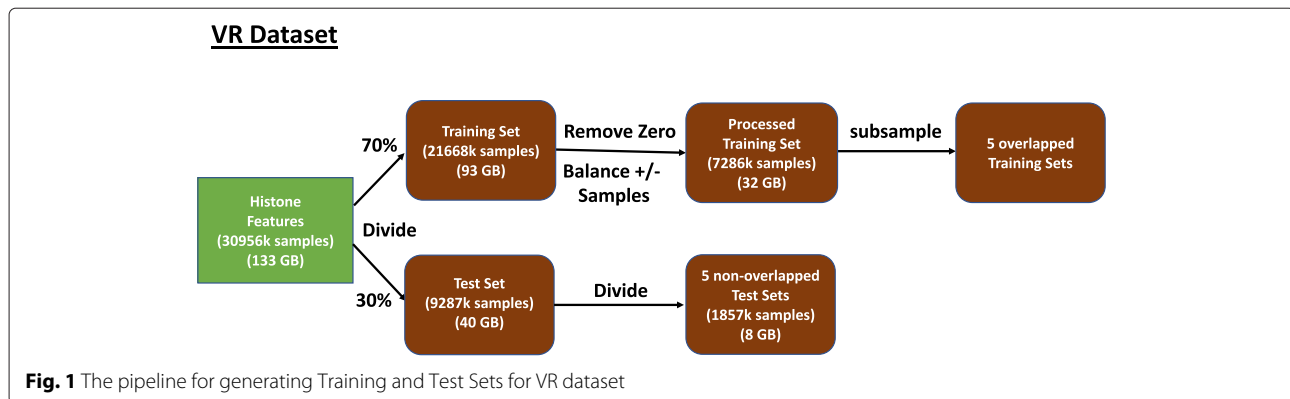 VR Dataset
Histone
Features
(30956k samples)
(133 GB)
70%
Divide
30%
Training Set
(21668k samples)
(93 GB)
Remove Zero
Balance +/-
Samples
Processed
Training Set
(7286k samples)
(32 GB)
subsample
5 overlapped
Training Sets
Test Set
(9287k samples)
(40 GB)
Divide
5 non-overlapped
Test Sets
(1857k samples)
(8 GB)
Fig. 1 The pipeline for generating Training and Test Sets for VR dataset